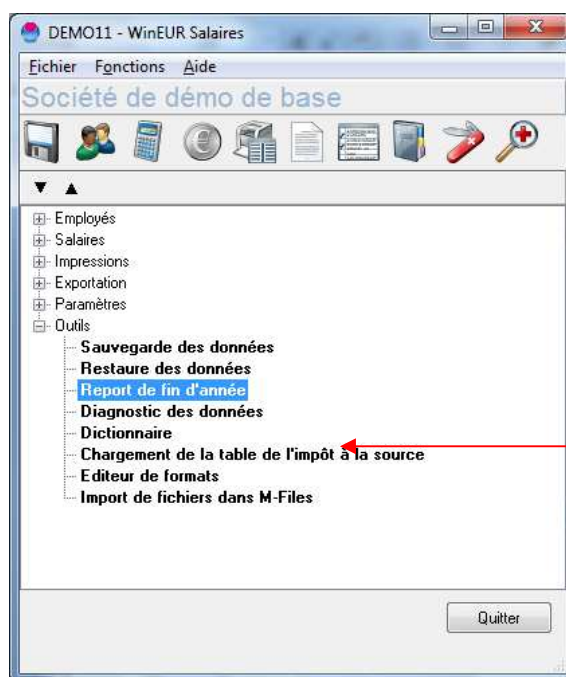 DEMO11 - WinEUR Salaires
Fichier Fonctions Aide
Société de démo de base
Employés
Salaires
Impressions
Exportation
Paramètres
Outils
Sauvegarde des données
Restaure des données
Report de fin d'année
Diagnostic des données
Dictionnaire
Chargement de la table de l'impôt à la source
Editeur de formats
Import de fichiers dans M-Files
Quitter